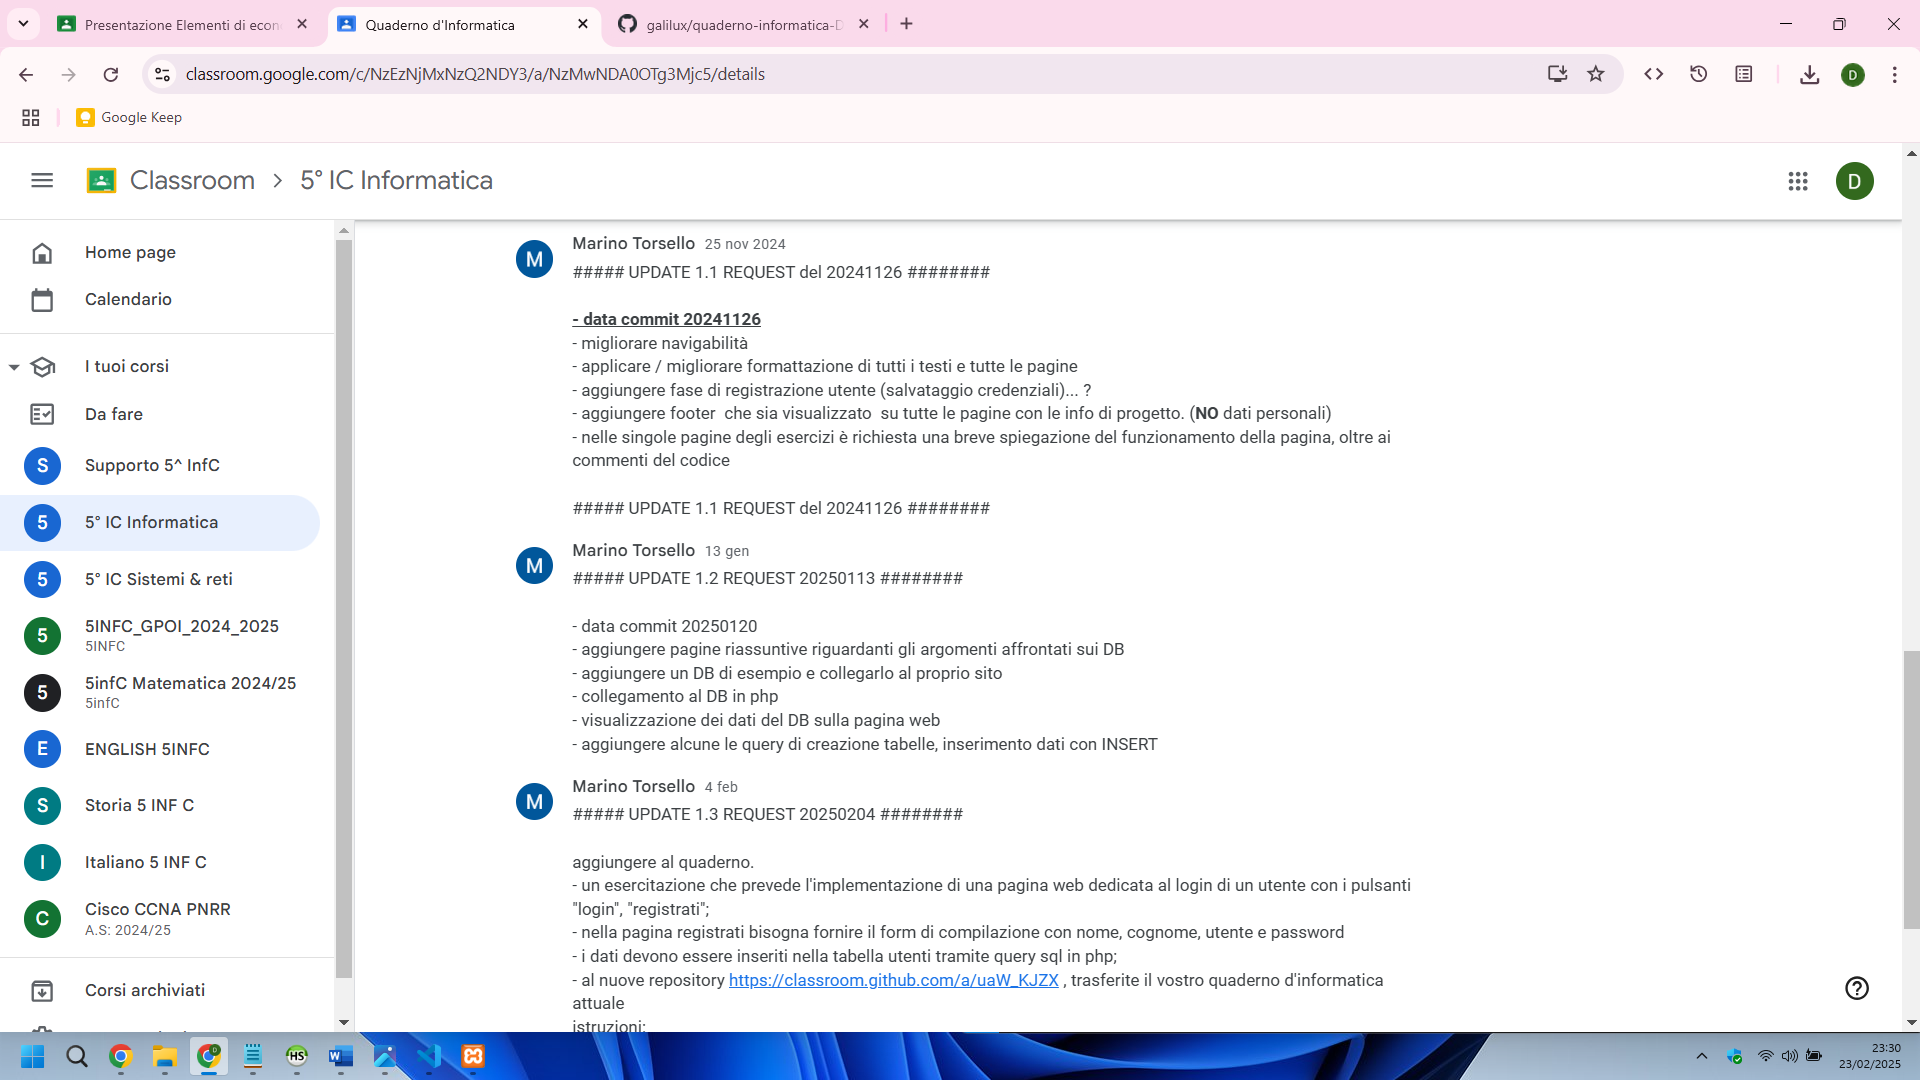 Presentazione Elementi di econ
Quaderno d'Informatica
galilux/quaderno-informatica-D
classroom.google.com/c/NzEzNjMxNzQ2NDY3/a/NzMwNDA0OTg3Mjc5/details
D
Google Keep
Classroom > 5° IC Informatica
D
Home page
Calendario
I tuoi corsi
Da fare
S Supporto 5^ InfC
5 5° IC Informatica
5 5° IC Sistemi & reti
5 5INFC_GPOI_2024_2025
5INFC
5 5infC Matematica 2024/25
5infC
E ENGLISH 5INFC
S Storia 5 INF C
I Italiano 5 INF C
C Cisco CCNA PNRR
A.S: 2024/25
Corsi archiviati
M Marino Torsello 25 nov 2024
##### UPDATE 1.1 REQUEST del 20241126 ########
- data commit 20241126
- migliorare navigabilità
- applicare / migliorare formattazione di tutti i testi e tutte le pagine
- aggiungere fase di registrazione utente (salvataggio credenziali)... ?
- aggiungere footer  che sia visualizzato  su tutte le pagine con le info di progetto. (NO dati personali)
- nelle singole pagine degli esercizi è richiesta una breve spiegazione del funzionamento della pagina, oltre ai
commenti del codice
##### UPDATE 1.1 REQUEST del 20241126 ########
M Marino Torsello 13 gen
##### UPDATE 1.2 REQUEST 20250113 ########
- data commit 20250120
- aggiungere pagine riassuntive riguardanti gli argomenti affrontati sui DB
- aggiungere un DB di esempio e collegarlo al proprio sito
- collegamento al DB in php
- visualizzazione dei dati del DB sulla pagina web
- aggiungere alcune le query di creazione tabelle, inserimento dati con INSERT
M Marino Torsello 4 feb
##### UPDATE 1.3 REQUEST 20250204 ########
aggiungere al quaderno.
- un esercitazione che prevede l'implementazione di una pagina web dedicata al login di un utente con i pulsanti
"login", "registrati";
- nella pagina registrati bisogna fornire il form di compilazione con nome, cognome, utente e password
- i dati devono essere inseriti nella tabella utenti tramite query sql in php;
- al nuove repository https://classroom.github.com/a/uaW_KJZX , trasferite il vostro quaderno d'informatica
attuale
istruzioni:
23:30
23/02/2025